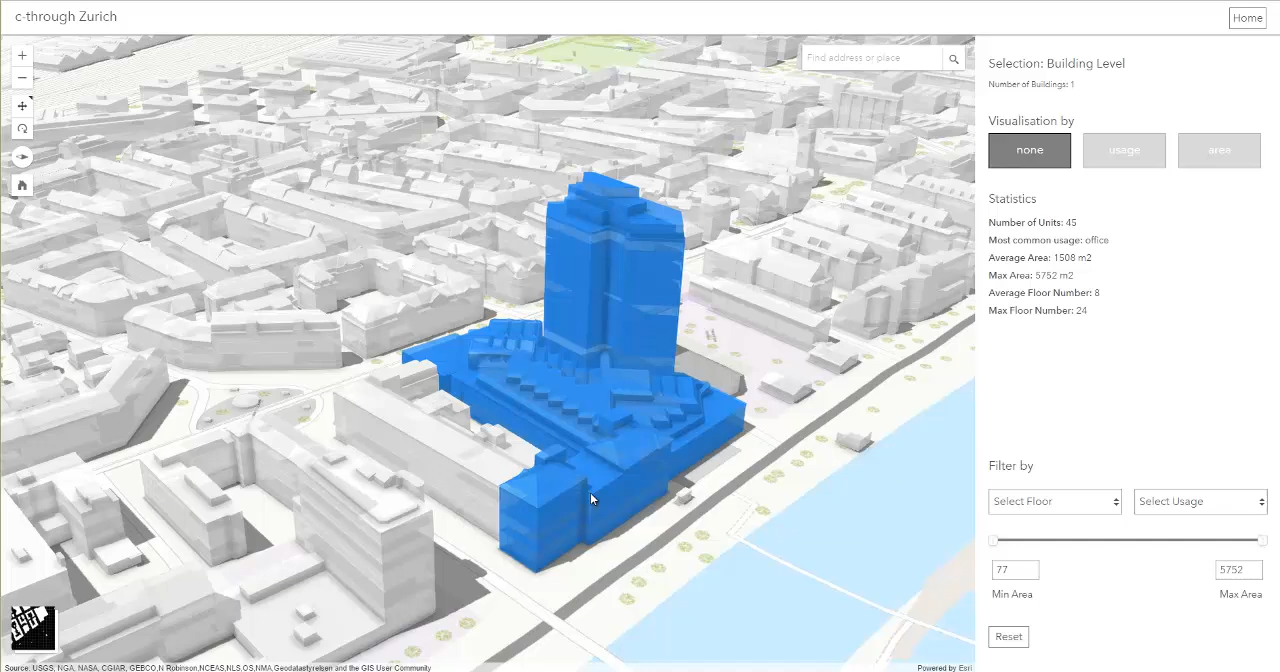 c-through Zurich
Home
Find address or place
Selection: Building Level
Number of Buildings: 1
Visualisation by
none
usage
area
Statistics
Number of Units: 45
Most common usage: office
Average Area: 1508 m2
Max Area: 5752 m2
Average Floor Number: 8
Max Floor Number: 24
Filter by
Select Floor
Select Usage
77
5752
Min Area
Max Area
Reset
Source: USGS, NGA, NASA, CGIAR, GEBCO,N Robinson,NCEAS,NLS,OS,NMA,Geodatastyrelsen and the GIS User Community
Powered by Esri